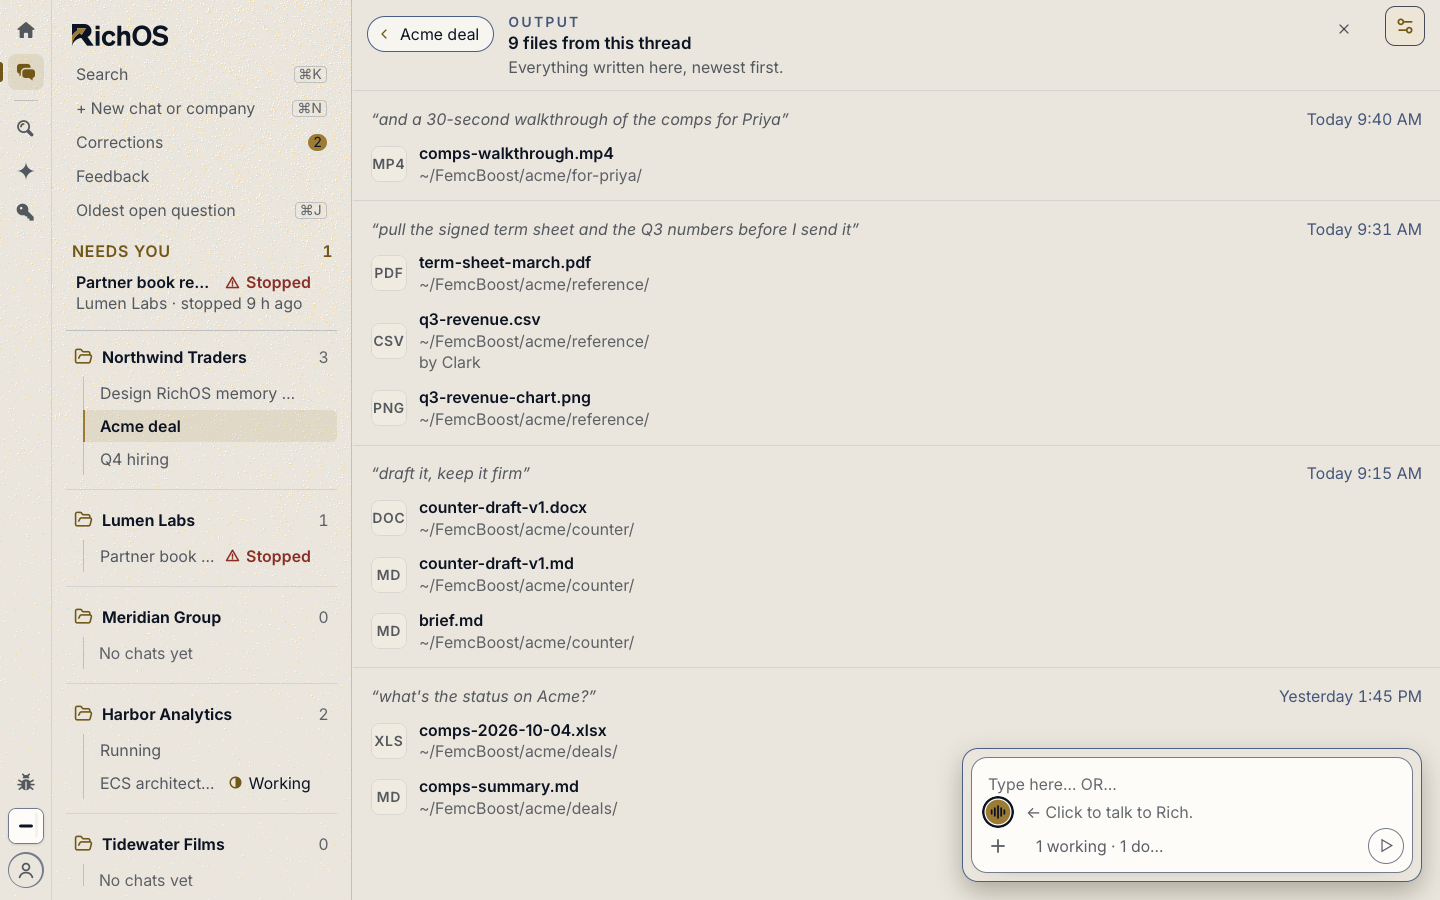 RichOS
Search ⌘K
+ New chat or company ⌘N
Corrections 2
Feedback
Oldest open question ⌘J
NEEDS YOU 1
Partner book re... Stopped
Lumen Labs · stopped 9 h ago
Northwind Traders 3
Design RichOS memory ...
Acme deal
Q4 hiring
Lumen Labs 1
Partner book ... Stopped
Meridian Group 0
No chats yet
Harbor Analytics 2
Running
ECS architect... Working
Tidewater Films 0
No chats yet
Acme deal
OUTPUT
9 files from this thread
Everything written here, newest first.
“and a 30-second walkthrough of the comps for Priya” Today 9:40 AM
MP4 comps-walkthrough.mp4
~/FemcBoost/acme/for-priya/
“pull the signed term sheet and the Q3 numbers before I send it” Today 9:31 AM
PDF term-sheet-march.pdf
~/FemcBoost/acme/reference/
CSV q3-revenue.csv
~/FemcBoost/acme/reference/
by Clark
PNG q3-revenue-chart.png
~/FemcBoost/acme/reference/
“draft it, keep it firm” Today 9:15 AM
DOC counter-draft-v1.docx
~/FemcBoost/acme/counter/
MD counter-draft-v1.md
~/FemcBoost/acme/counter/
MD brief.md
~/FemcBoost/acme/counter/
“what's the status on Acme?” Yesterday 1:45 PM
XLS comps-2026-10-04.xlsx
~/FemcBoost/acme/deals/
MD comps-summary.md
~/FemcBoost/acme/deals/
Type here... OR...
← Click to talk to Rich.
1 working · 1 do...